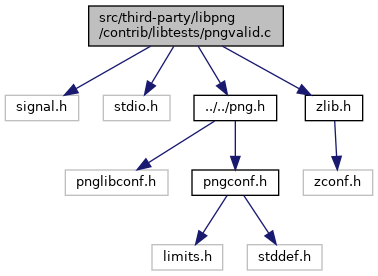 src/third-party/libpng
/contrib/libtests/pngvalid.c
signal.h
stdio.h
../../png.h
zlib.h
pnglibconf.h
pngconf.h
zconf.h
limits.h
stddef.h